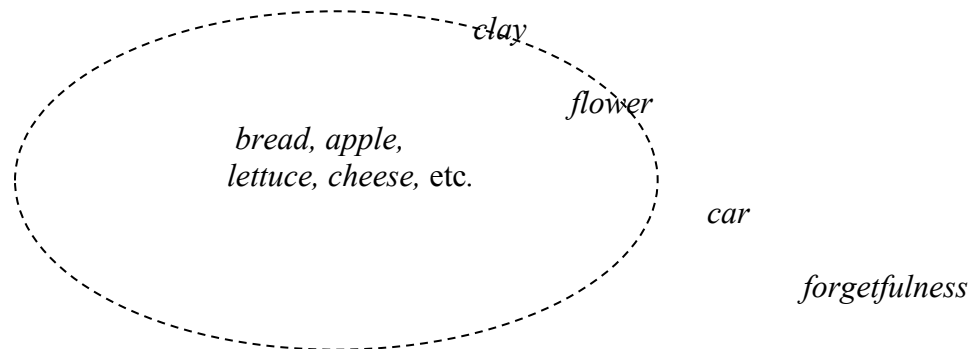 clay
flower
bread, apple,
lettuce, cheese, etc.
car
forgetfulness